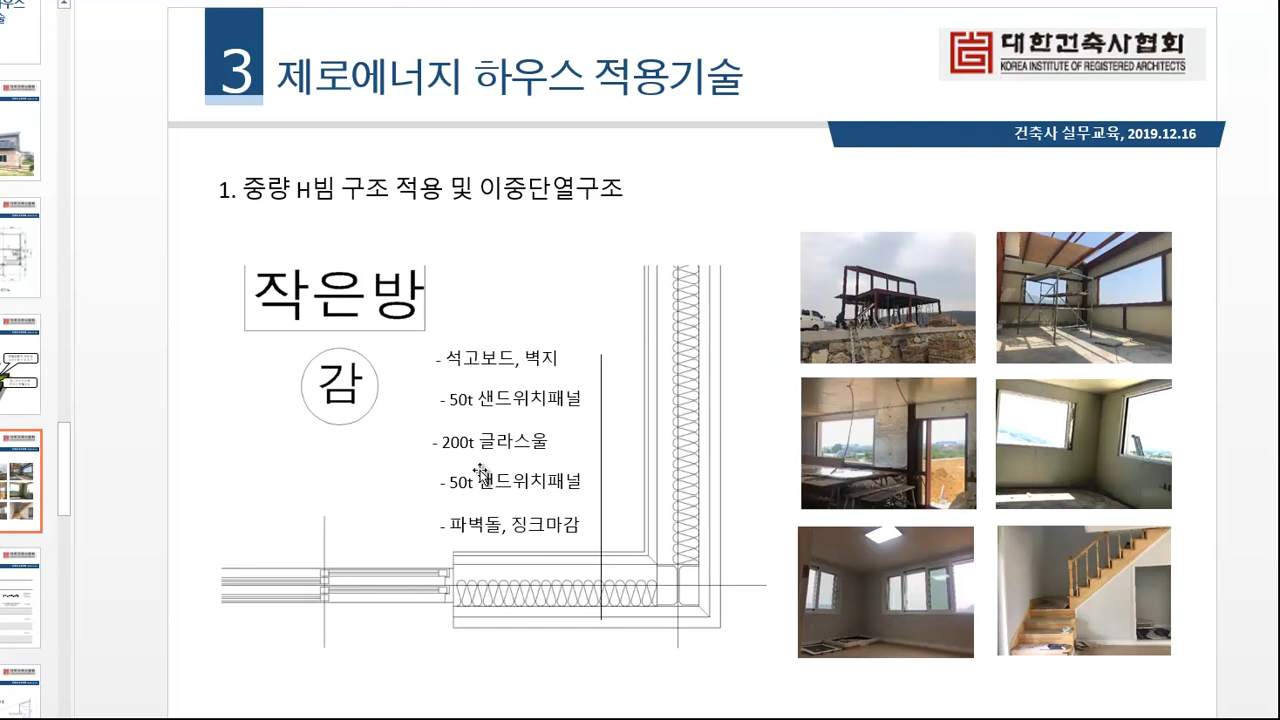 3 제로에너지 하우스 적용기술
대한건축사협회
KOREA INSTITUTE OF REGISTERED ARCHITECTS
건축사 실무교육, 2019.12.16
1. 중량 H빔 구조 적용 및 이중단열구조
작은방
감
- 석고보드, 벽지
- 50t 샌드위치패널
- 200t 글라스울
- 50t 샌드위치패널
- 파벽돌, 징크마감